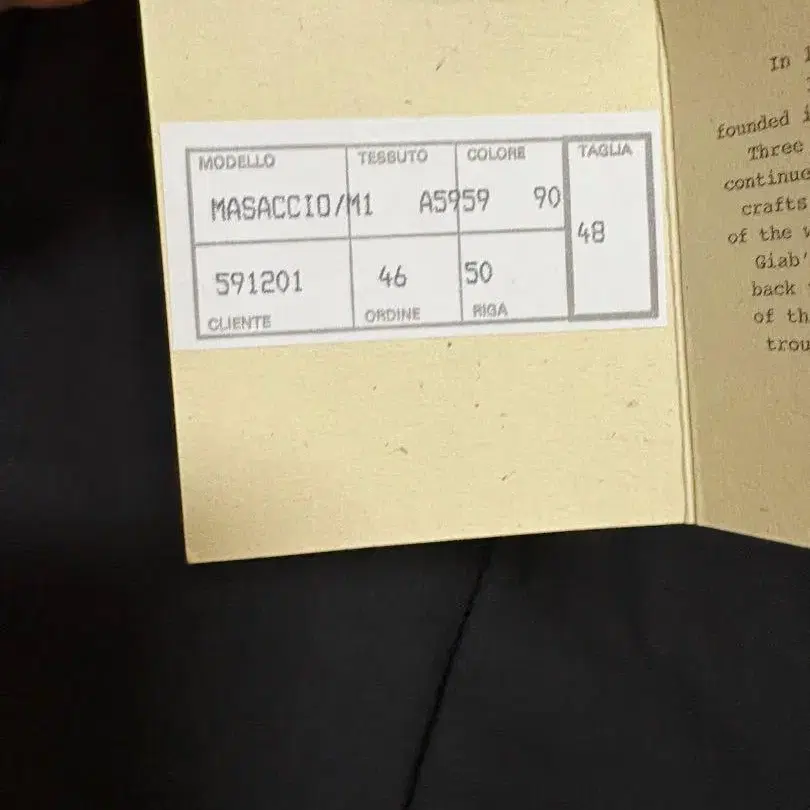 MODELLO TESSUTO COLORE TAGLIA
MASACCIO/M1 A5959 90
48
591201 46 50
CLIENTE ORDINE RIGA
In
founded
Three
continue
crafts
of the
Giab'
back
of th
trou